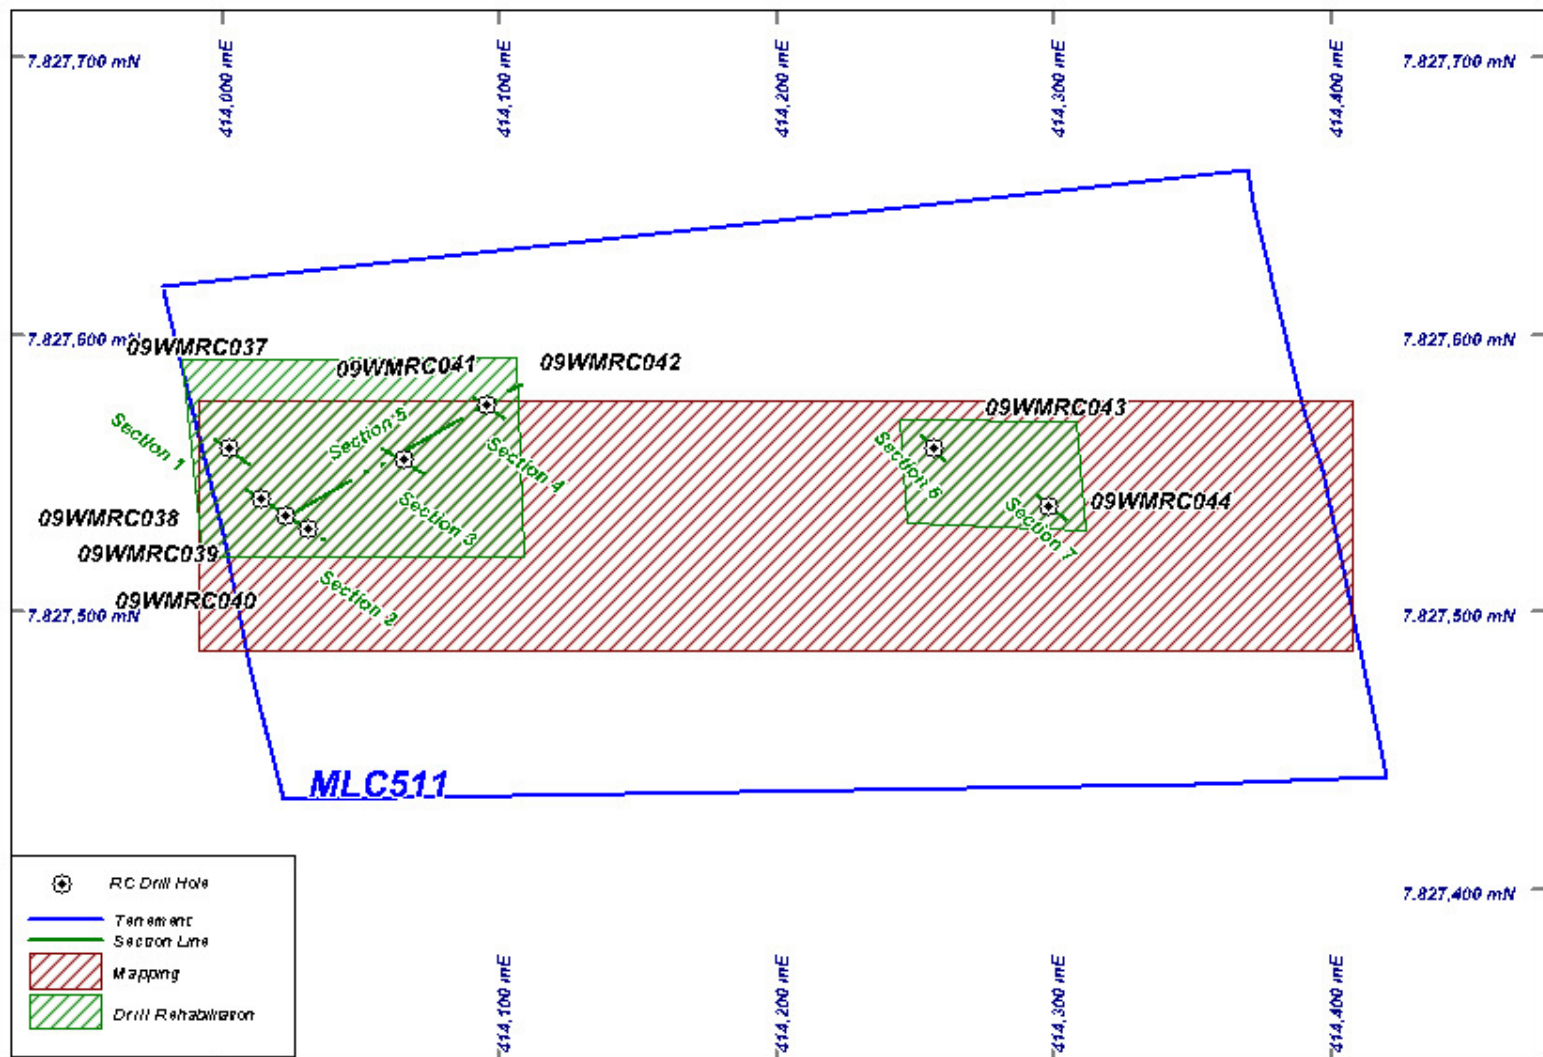 414,000 mE
414,100 mE
414,200 mE
414,300 mE
414,400 mE
7.827,700 mN
7.827,700 mN
7.827,600 mN
7.827,600 mN
09WMRC037
09WMRC041
09WMRC042
09WMRC043
Section 1
Section 5
Section 4
Section 6
09WMRC038
Section 3
09WMRC044
Section 7
09WMRC039
Section 2
09WMRC040
7.827,500 mN
7.827,500 mN
MLC511
7.827,400 mN
RC Drill Hole
Tenement
Section Line
Mapping
Drill Rehabilitation
414,100 mE
414,200 mE
414,300 mE
414,400 mE